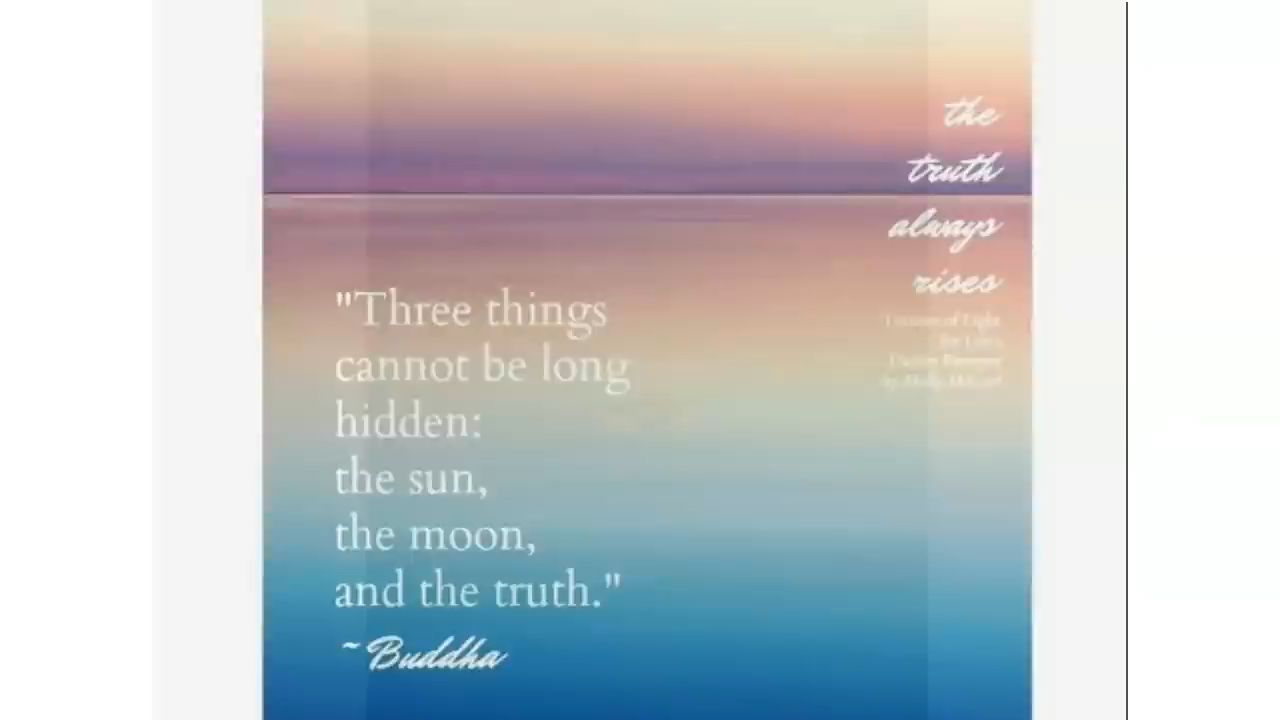 the
truth
always
rises
"Three things
cannot be long
hidden:
the sun,
the moon,
and the truth."
~Buddha